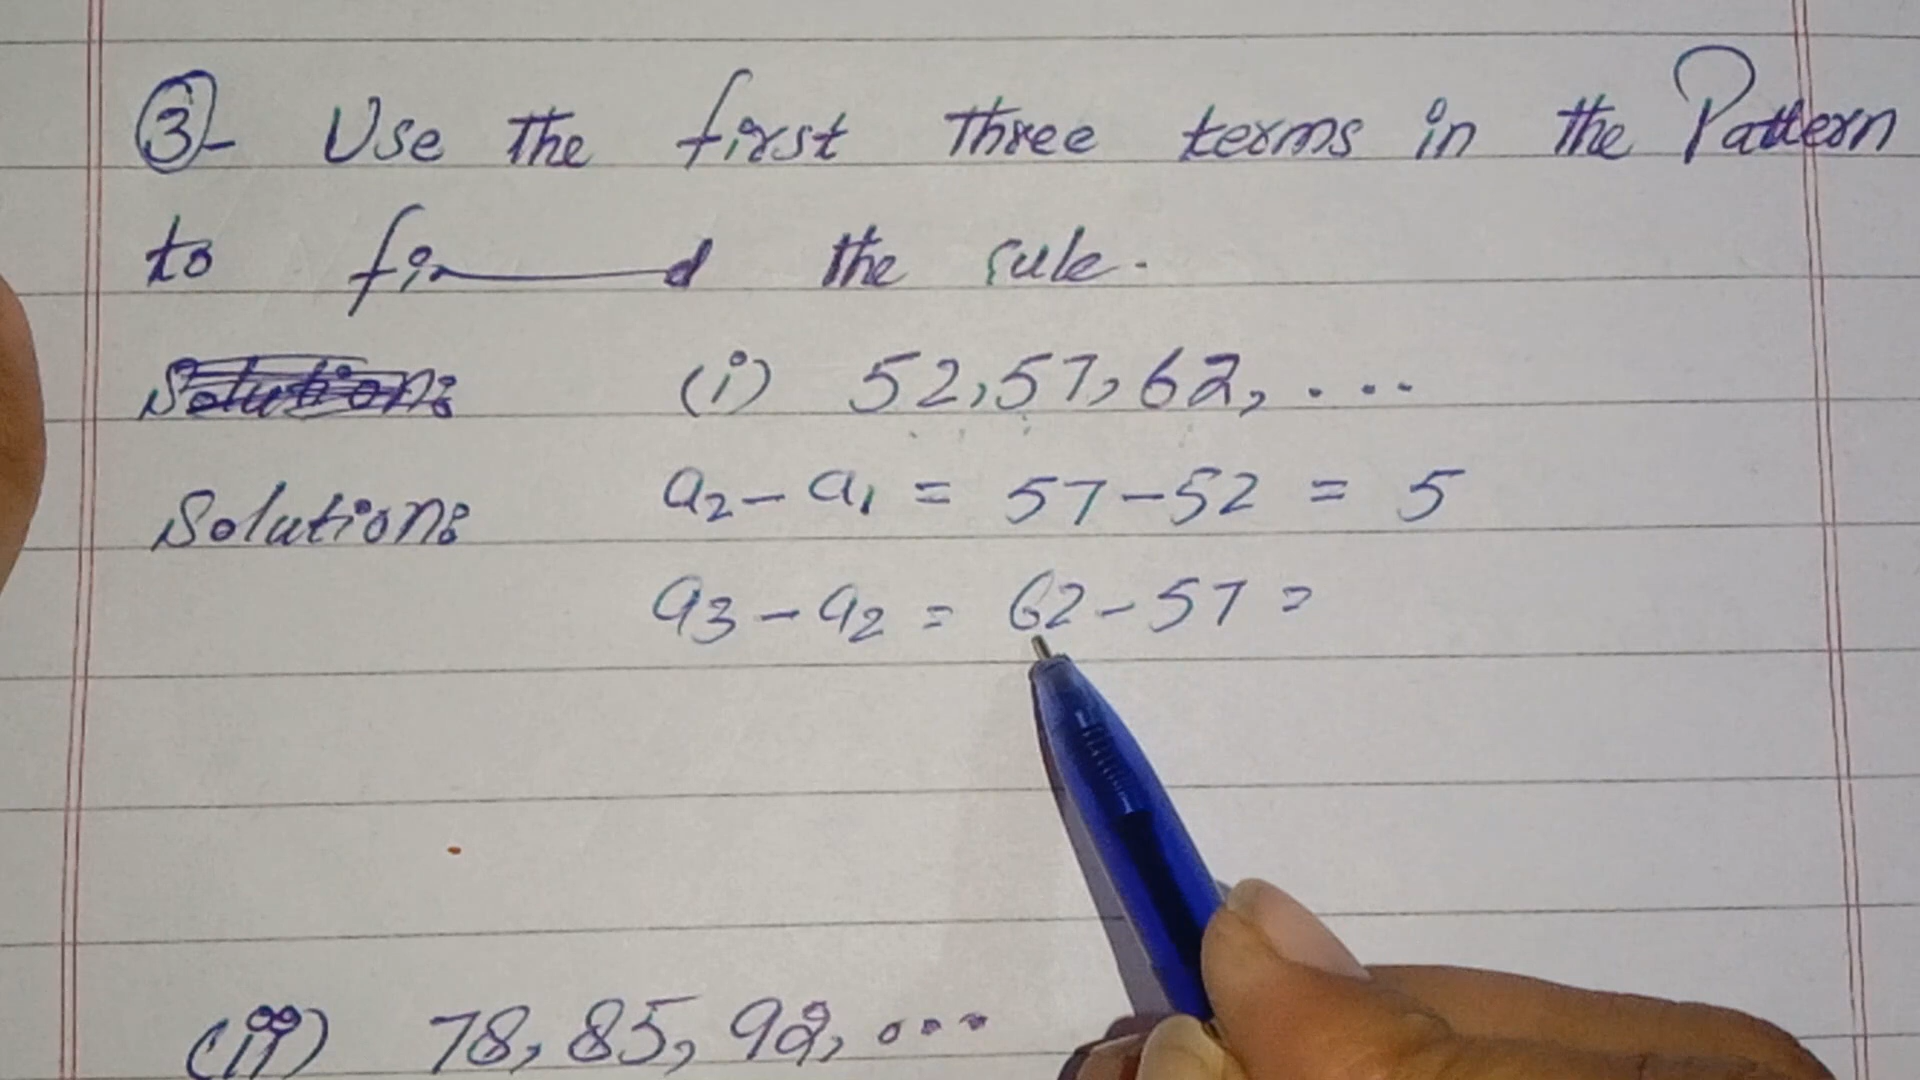 3- Use the first three terms in the Pattern
to find the rule.
Solution:
(i) 52, 57, 62, ...
Solution:
a₂ - a₁ = 57 - 52 = 5
a₃ - a₂ = 62 - 57 =
(ii) 78, 85, 92, ...